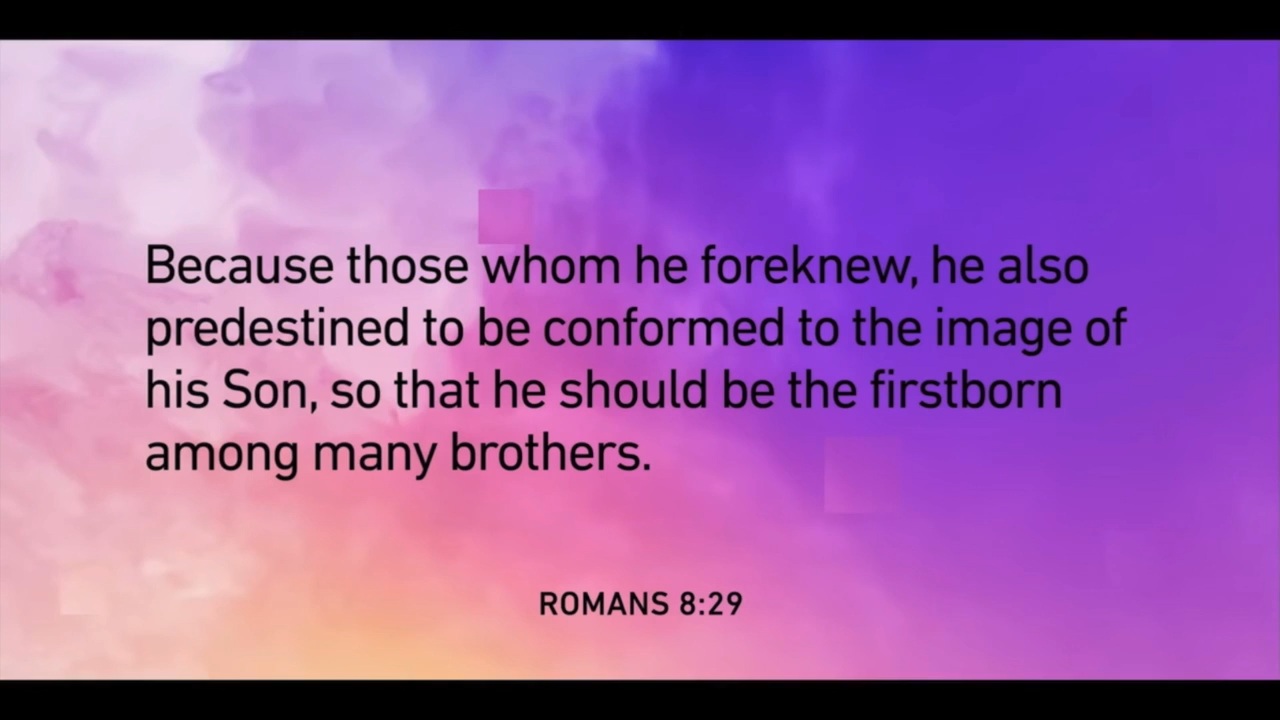 Because those whom he foreknew, he also
predestined to be conformed to the image of
his Son, so that he should be the firstborn
among many brothers.
ROMANS 8:29